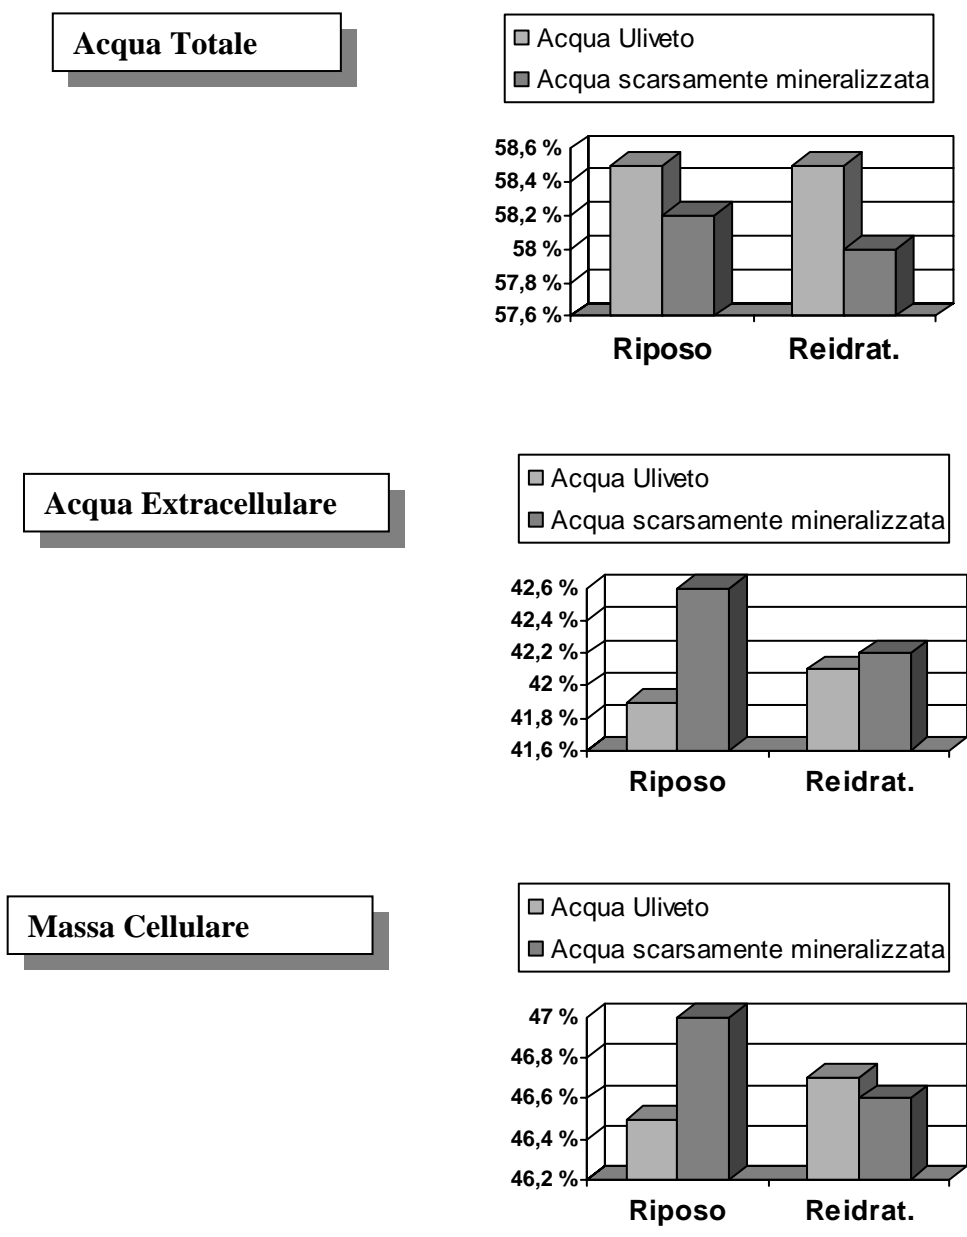 Acqua Totale
Acqua Uliveto
Acqua scarsamente mineralizzata
58,6 %
58,4 %
58,2 %
58 %
57,8 %
57,6 %
Riposo Reidrat.
Acqua Extracellulare
Acqua Uliveto
Acqua scarsamente mineralizzata
42,6 %
42,4 %
42,2 %
42 %
41,8 %
41,6 %
Riposo Reidrat.
Massa Cellulare
Acqua Uliveto
Acqua scarsamente mineralizzata
47 %
46,8 %
46,6 %
46,4 %
46,2 %
Riposo Reidrat.